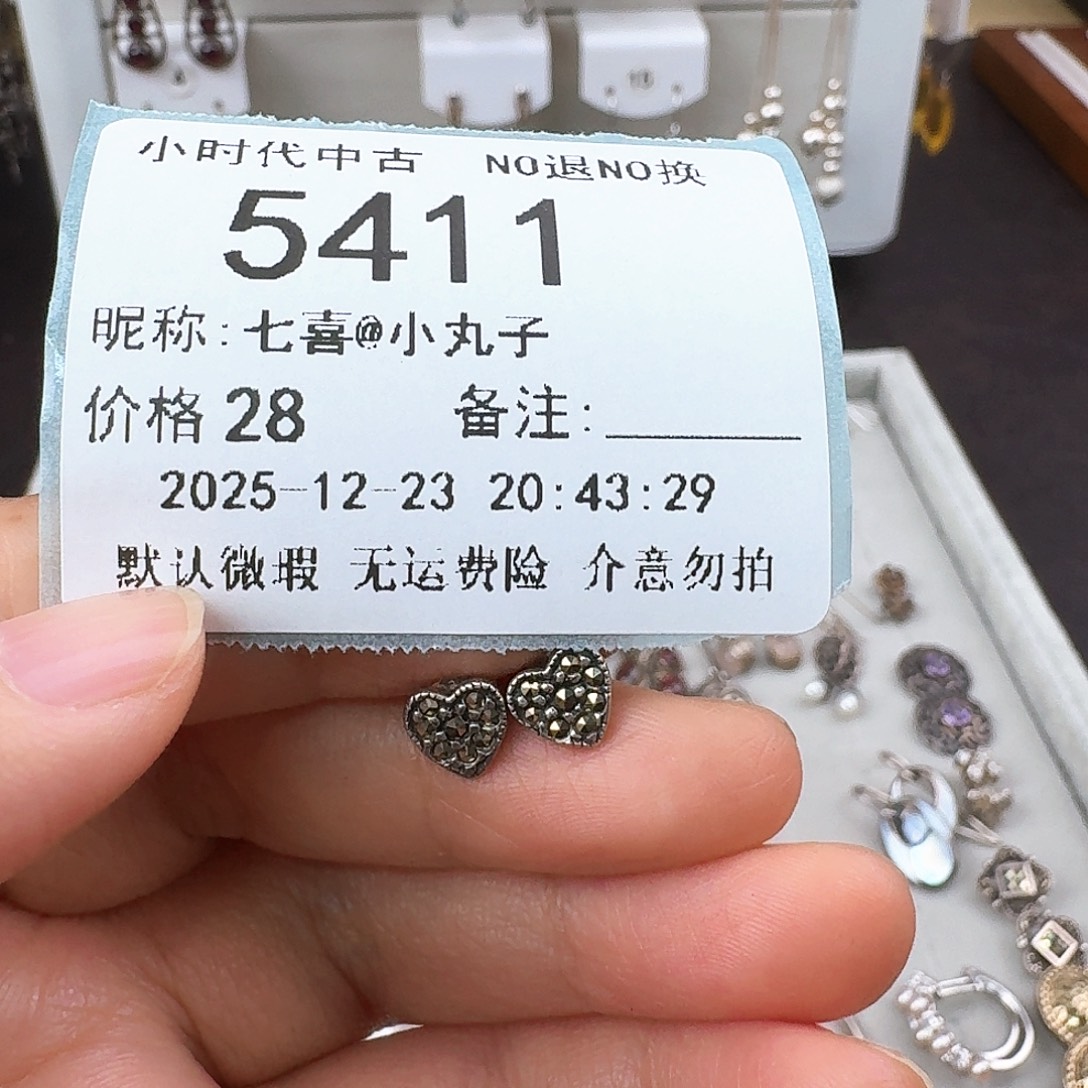 小时代中古 NO退NO换
5411
昵称:七喜@小丸子
价格 28 备注:
2025-12-23 20:43:29
默认微瑕 无运费险 介意勿拍